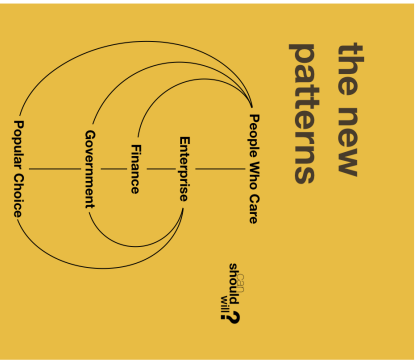 the new
patterns
People Who Care
Enterprise
Finance
Government
Popular Choice
can
should
will?